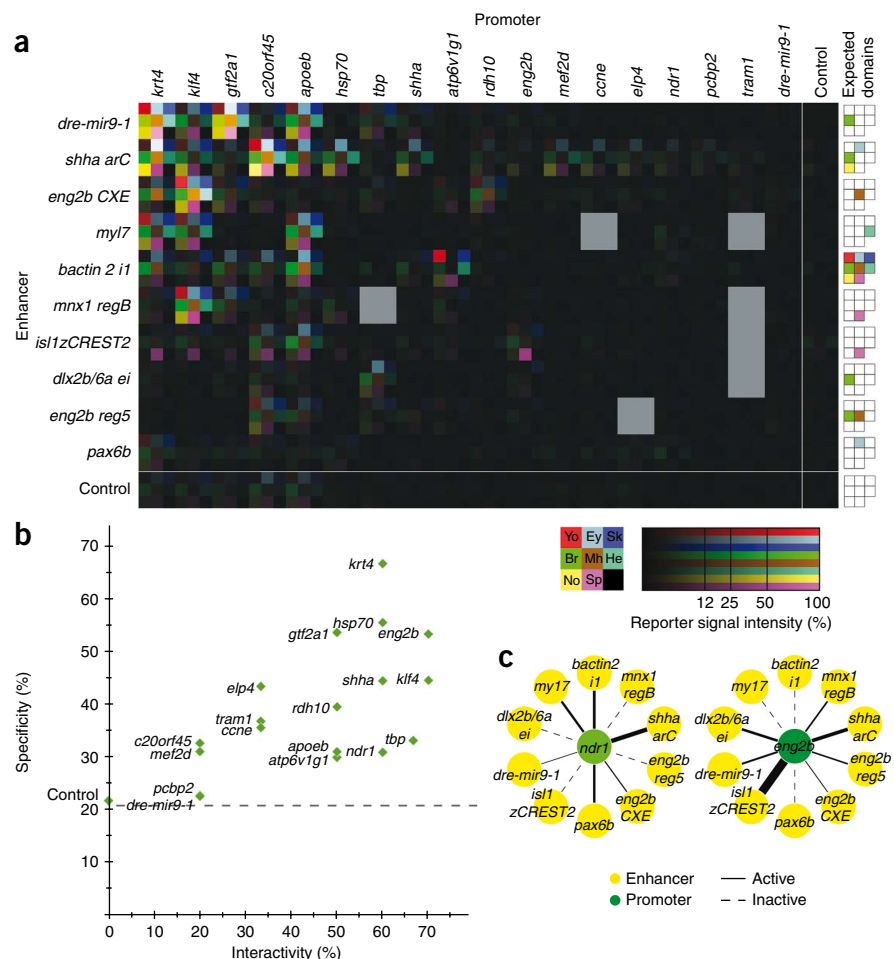 a
Promoter
krt4
klf4
gtf2a1
c20orf45
apoeb
hsp70
tbp
shha
atp6v1g1
rdh10
eng2b
mef2d
ccne
elp4
ndr1
pcbp2
tram1
dre-mir9-1
Control
Expected
domains
Enhancer
dre-mir9-1
shha arC
eng2b CXE
myl7
bactin 2 i1
mnx1 regB
isl1zCREST2
dlx2b/6a ei
eng2b reg5
pax6b
Control
b
Specificity (%)
70
60
50
40
30
20
10
0 10 20 30 40 50 60 70
Interactivity (%)
krt4
hsp70
gtf2a1
eng2b
elp4
shha
klf4
rdh10
tram1
ccne
c20orf45
mef2d
apoeb
atp6v1g1
ndr1
tbp
Control
pcbp2
dre-mir9-1
Yo Ey Sk
Br Mh He
No Sp
12 25 50 100
Reporter signal intensity (%)
c
bactin2
i1
my17
mnx1
regB
dlx2b/6a
ei
shha
arC
ndr1
dre-mir9-1
eng2b
reg5
isl1
zCREST2
eng2b
CXE
pax6b
bactin2
i1
my17
mnx1
regB
dlx2b/6a
ei
shha
arC
eng2b
dre-mir9-1
eng2b
reg5
isl1
zCREST2
eng2b
CXE
pax6b
Enhancer
Active
Promoter
Inactive